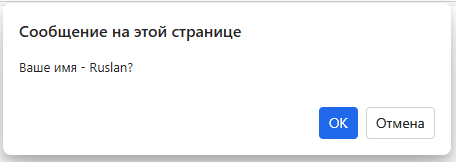 Сообщение на этой странице
Ваше имя - Ruslan?
OK Отмена